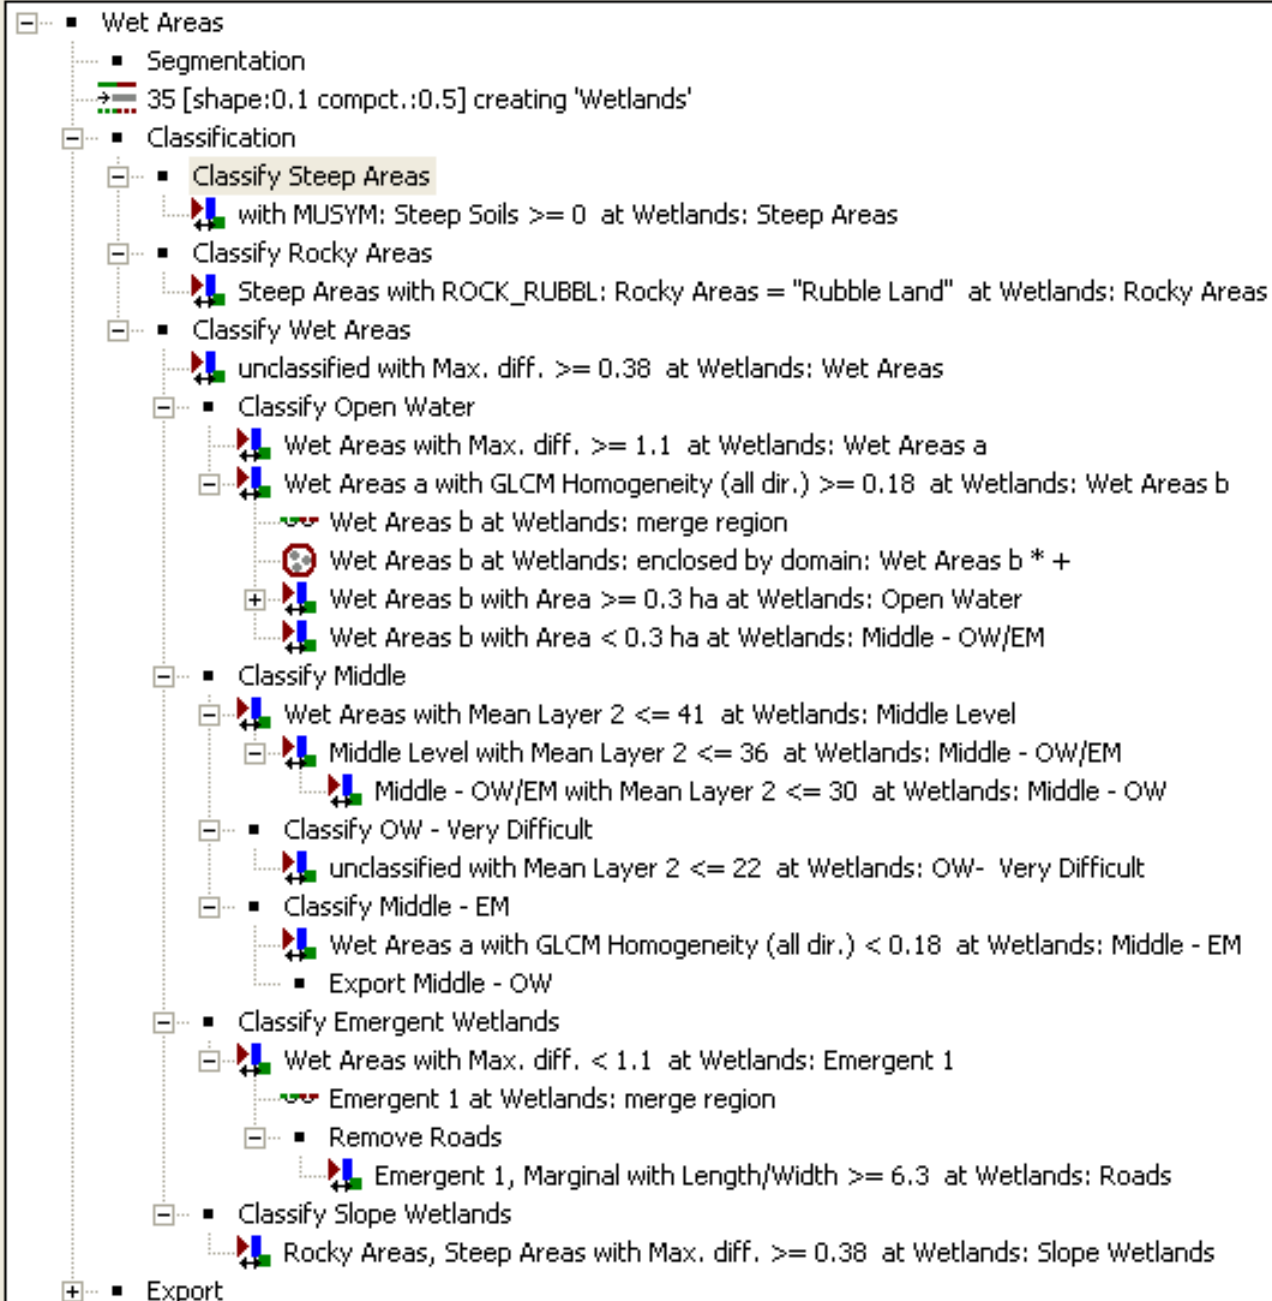 Wet Areas
Segmentation
35 [shape:0.1 compct.:0.5] creating 'Wetlands'
Classification
Classify Steep Areas
with MUSYM: Steep Soils >= 0 at Wetlands: Steep Areas
Classify Rocky Areas
Steep Areas with ROCK_RUBBL: Rocky Areas = "Rubble Land" at Wetlands: Rocky Areas
Classify Wet Areas
unclassified with Max. diff. >= 0.38 at Wetlands: Wet Areas
Classify Open Water
Wet Areas with Max. diff. >= 1.1 at Wetlands: Wet Areas a
Wet Areas a with GLCM Homogeneity (all dir.) >= 0.18 at Wetlands: Wet Areas b
Wet Areas b at Wetlands: merge region
Wet Areas b at Wetlands: enclosed by domain: Wet Areas b * +
Wet Areas b with Area >= 0.3 ha at Wetlands: Open Water
Wet Areas b with Area < 0.3 ha at Wetlands: Middle - OW/EM
Classify Middle
Wet Areas with Mean Layer 2 <= 41 at Wetlands: Middle Level
Middle Level with Mean Layer 2 <= 36 at Wetlands: Middle - OW/EM
Middle - OW/EM with Mean Layer 2 <= 30 at Wetlands: Middle - OW
Classify OW - Very Difficult
unclassified with Mean Layer 2 <= 22 at Wetlands: OW- Very Difficult
Classify Middle - EM
Wet Areas a with GLCM Homogeneity (all dir.) < 0.18 at Wetlands: Middle - EM
Export Middle - OW
Classify Emergent Wetlands
Wet Areas with Max. diff. < 1.1 at Wetlands: Emergent 1
Emergent 1 at Wetlands: merge region
Remove Roads
Emergent 1, Marginal with Length/Width >= 6.3 at Wetlands: Roads
Classify Slope Wetlands
Rocky Areas, Steep Areas with Max. diff. >= 0.38 at Wetlands: Slope Wetlands
Export